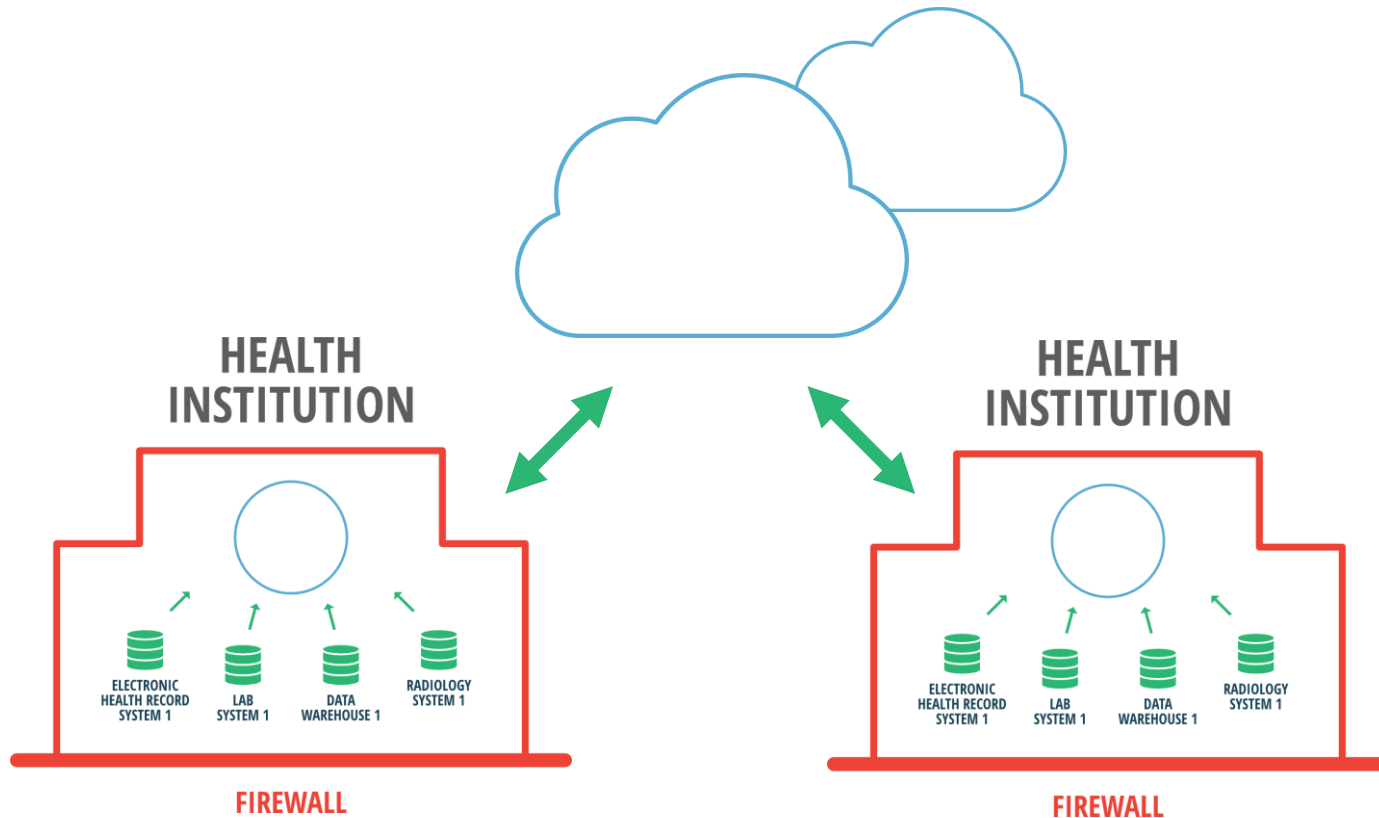 HEALTH
INSTITUTION
ELECTRONIC
HEALTH RECORD
SYSTEM 1
LAB
SYSTEM 1
DATA
WAREHOUSE 1
RADIOLOGY
SYSTEM 1
FIREWALL
HEALTH
INSTITUTION
ELECTRONIC
HEALTH RECORD
SYSTEM 1
LAB
SYSTEM 1
DATA
WAREHOUSE 1
RADIOLOGY
SYSTEM 1
FIREWALL